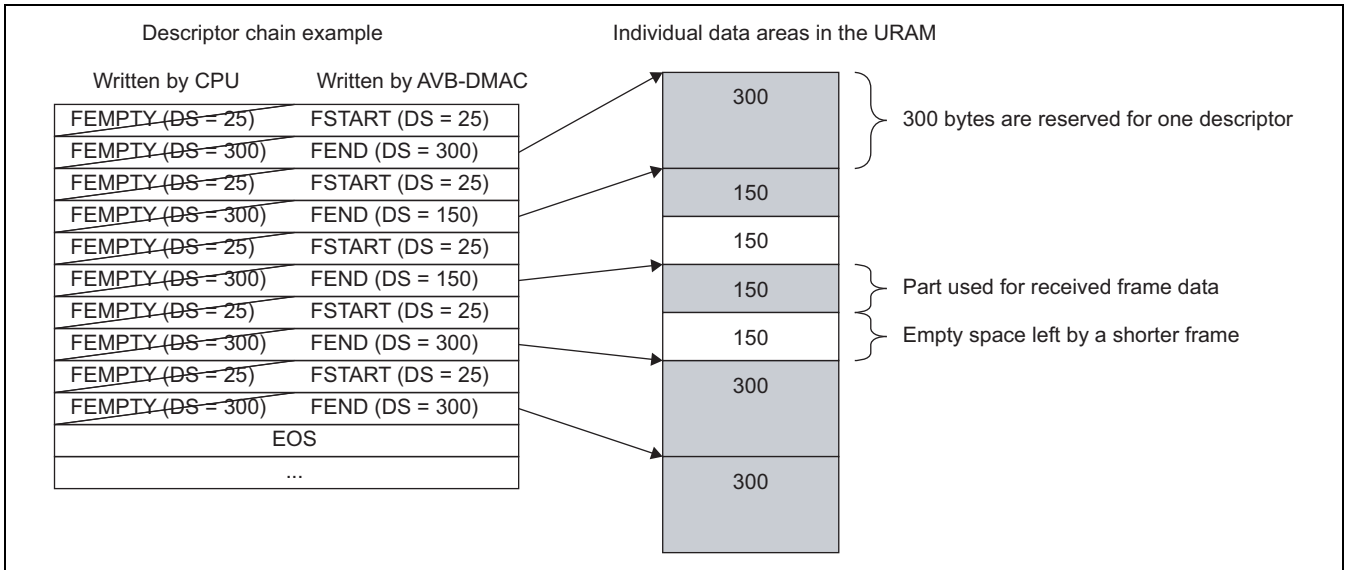 Descriptor chain example
Individual data areas in the URAM
Written by CPU
Written by AVB-DMAC
FEMPTY (DS = 25) FSTART (DS = 25)
FEMPTY (DS = 300) FEND (DS = 300)
FEMPTY (DS = 25) FSTART (DS = 25)
FEMPTY (DS = 300) FEND (DS = 150)
FEMPTY (DS = 25) FSTART (DS = 25)
FEMPTY (DS = 300) FEND (DS = 150)
FEMPTY (DS = 25) FSTART (DS = 25)
FEMPTY (DS = 300) FEND (DS = 300)
FEMPTY (DS = 25) FSTART (DS = 25)
FEMPTY (DS = 300) FEND (DS = 300)
EOS
...
300
150
150
150
150
300
300
300 bytes are reserved for one descriptor
Part used for received frame data
Empty space left by a shorter frame